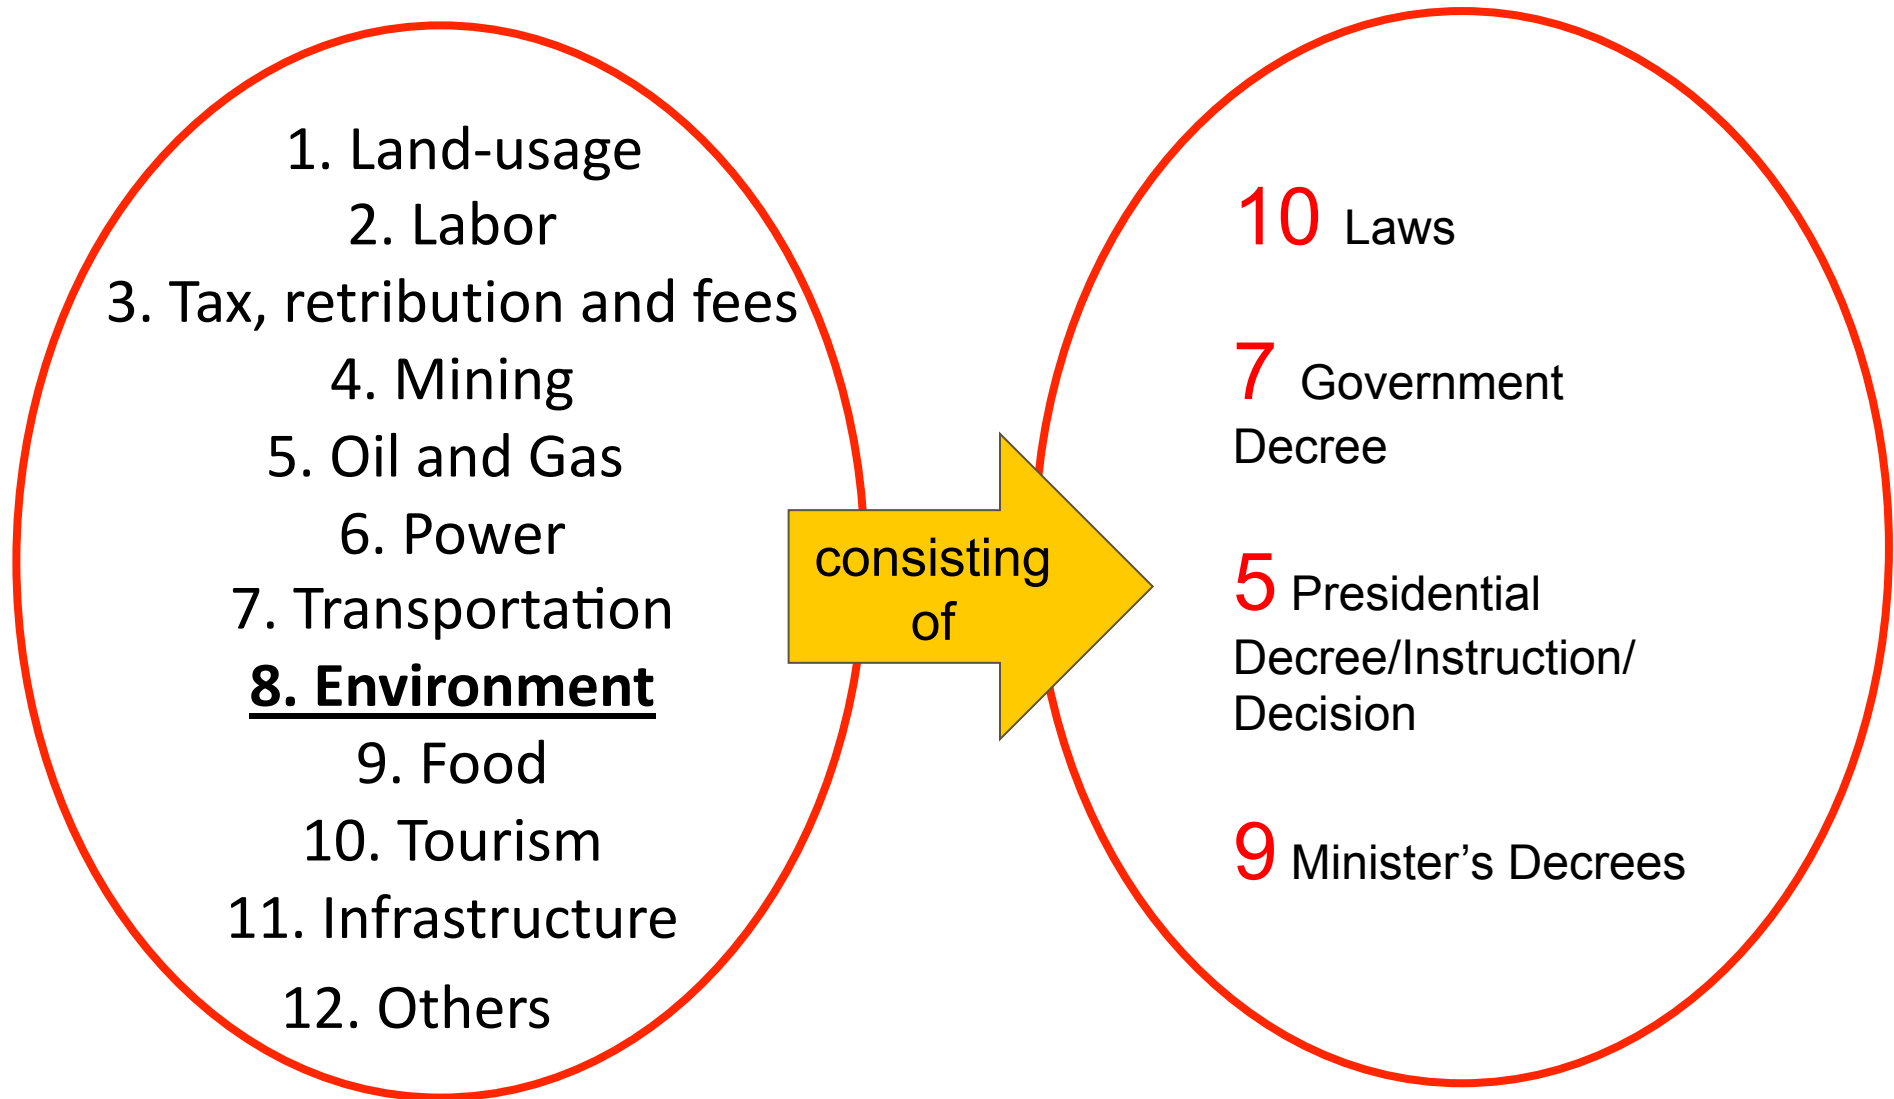 1. Land-usage
2. Labor
3. Tax, retribution and fees
4. Mining
5. Oil and Gas
6. Power
7. Transportation
8. Environment
9. Food
10. Tourism
11. Infrastructure
12. Others
consisting
of
10 Laws
7 Government
Decree
5 Presidential
Decree/Instruction/
Decision
9 Minister’s Decrees